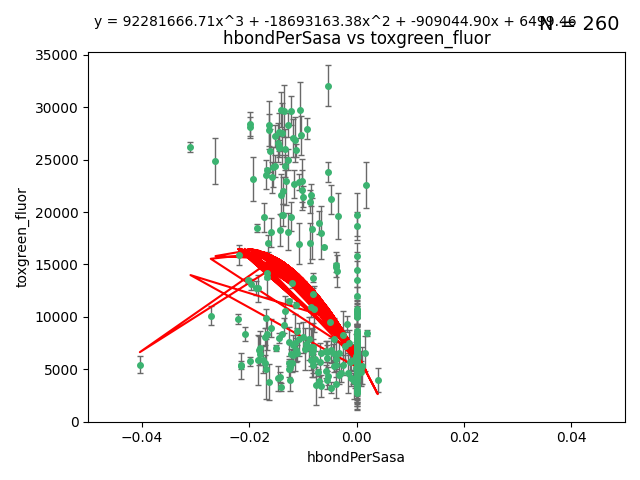 y = 92281666.71x^3 + -18693163.38x^2 + -909044.90x + 6499.46
N = 260
hbondPerSasa vs toxgreen_fluor
35000
30000
25000
20000
15000
10000
5000
0
toxgreen_fluor
−0.04
−0.02
0.00
0.02
0.04
hbondPerSasa